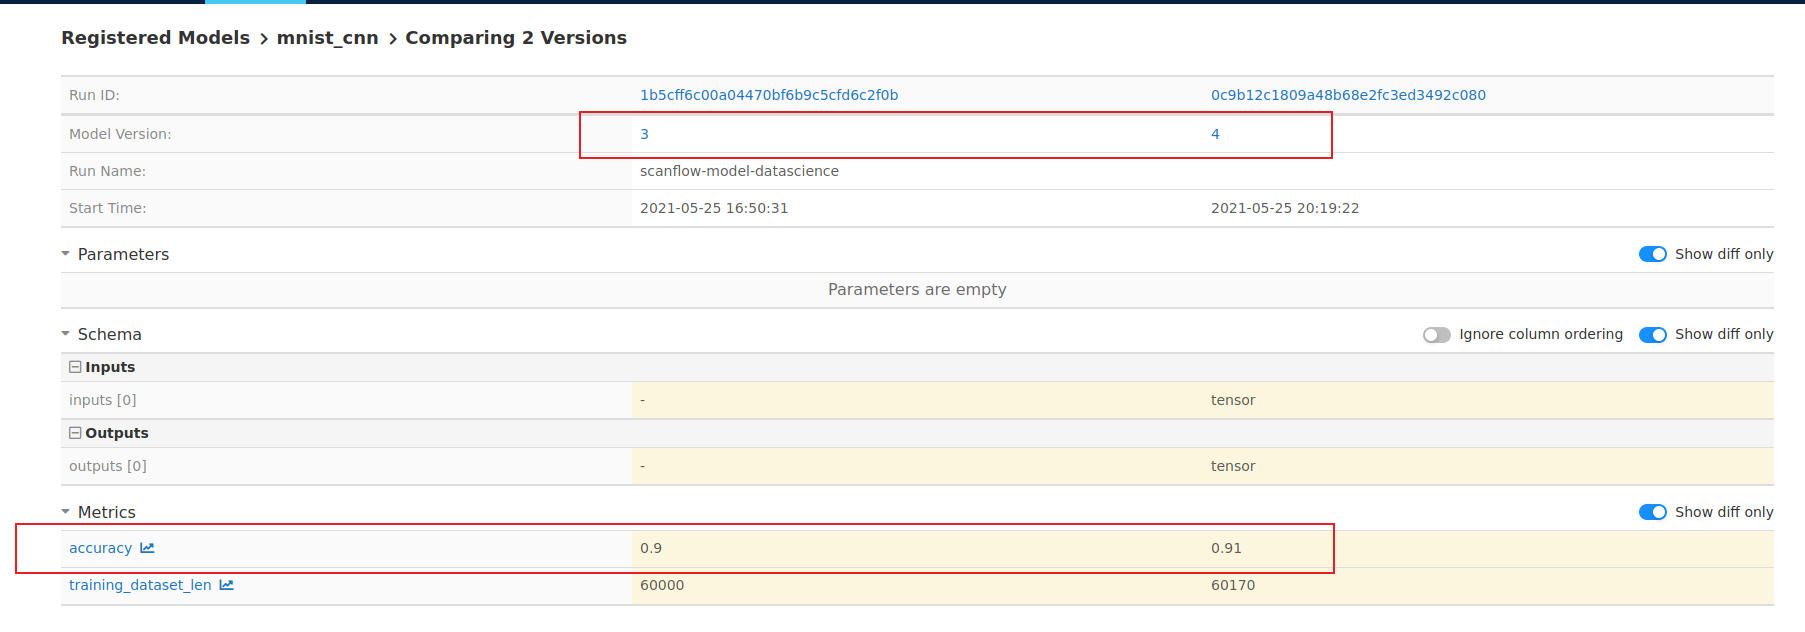 Registered Models > mnist_cnn > Comparing 2 Versions
Run ID: 1b5cff6c00a04470bf6b9c5cfd6c2f0b 0c9b12c1809a48b68e2fc3ed3492c080
Model Version: 3 4
Run Name: scanflow-model-datascience
Start Time: 2021-05-25 16:50:31 2021-05-25 20:19:22
Parameters Show diff only
Parameters are empty
Schema Ignore column ordering Show diff only
Inputs
inputs [0] - tensor
Outputs
outputs [0] - tensor
Metrics Show diff only
accuracy 0.9 0.91
training_dataset_len 60000 60170